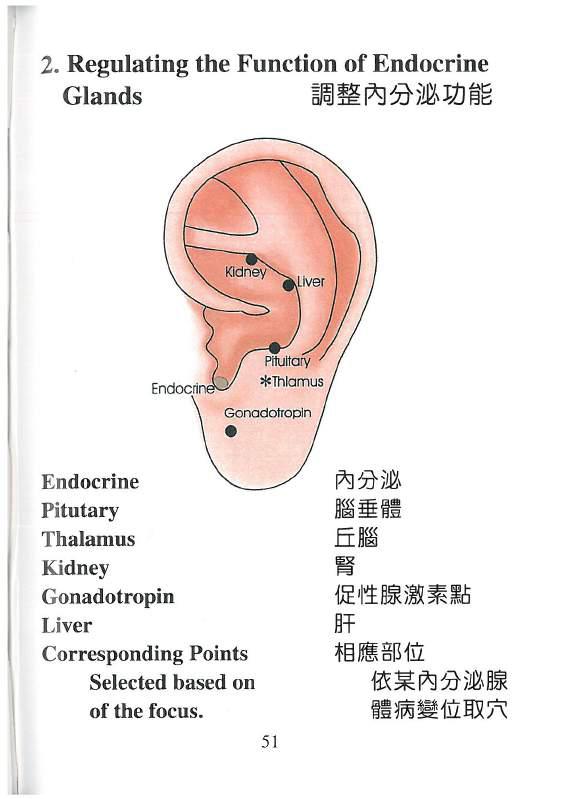 2. Regulating the Function of Endocrine
Glands 調整內分泌功能
Kidney
Liver
Pituitary
Endocrine
*Thlamus
Gonadotropin
Endocrine 內分泌
Pitutary 腦垂體
Thalamus 丘腦
Kidney 腎
Gonadotropin 促性腺激素點
Liver 肝
Corresponding Points 相應部位
Selected based on 依某內分泌腺
of the focus. 體病變位取穴
51